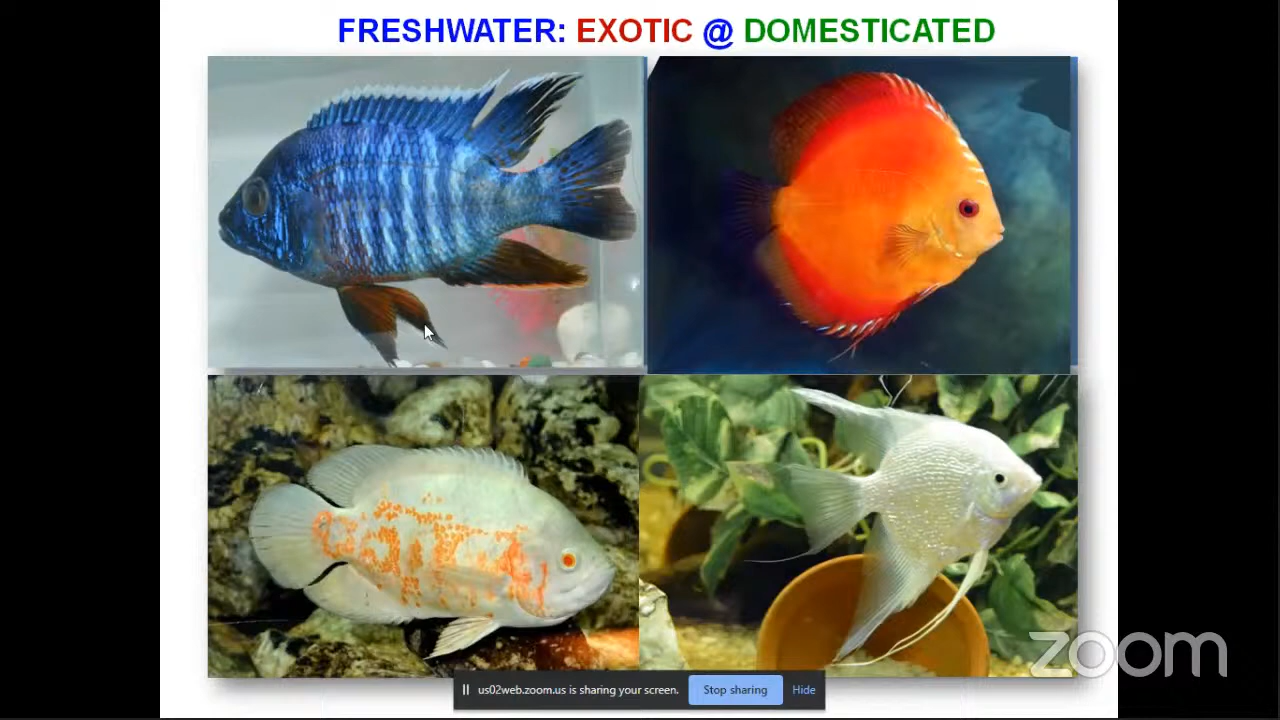 FRESHWATER: EXOTIC @ DOMESTICATED
zoom
us02web.zoom.us is sharing your screen. Stop sharing Hide